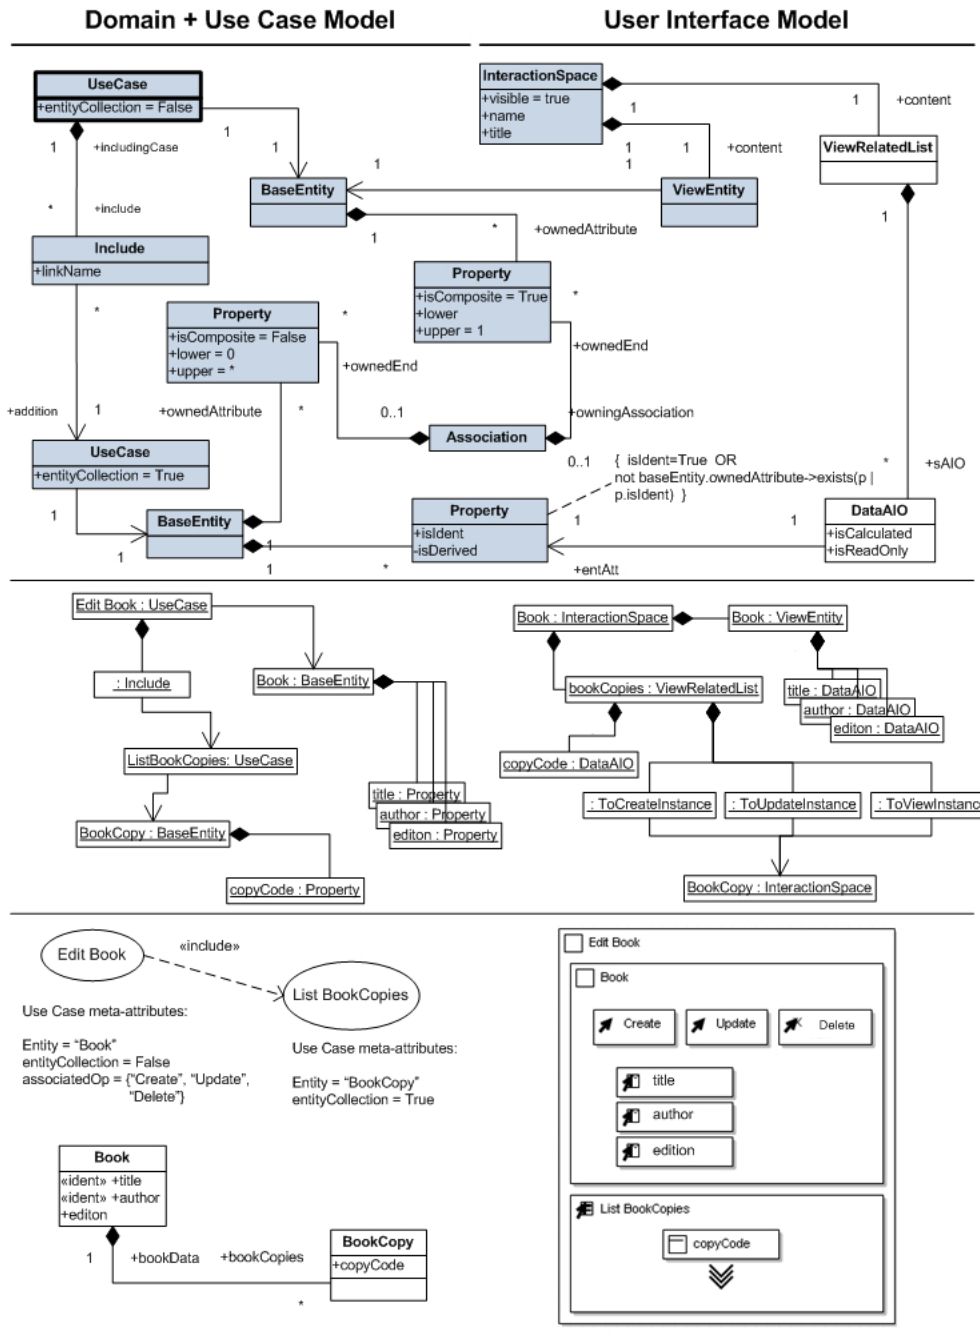 Domain + Use Case Model
User Interface Model
UseCase
+entityCollection = False
1
1
1
+includingCase
*
+include
Include
+linkName
*
+addition
1
UseCase
+entityCollection = True
1
1
BaseEntity
BaseEntity
1
1
*
+ownedAttribute
Property
+isComposite = True
+lower
+upper = 1
*
+ownedEnd
Property
+isComposite = False
+lower = 0
+upper = *
*
+ownedEnd
+ownedAttribute
*
0..1
Association
+owningAssociation
0..1
1
1
*
Property
+isIdent
-isDerived
{ isIdent=True OR
not baseEntity.ownedAttribute->exists(p |
p.isIdent) }
1
1
+entAtt
InteractionSpace
+visible = true
+name
+title
1
1
+content
1
1
1
+content
ViewEntity
ViewRelatedList
1
*
+sAIO
DataAIO
+isCalculated
+isReadOnly
Edit Book : UseCase
: Include
Book : BaseEntity
ListBookCopies: UseCase
BookCopy : BaseEntity
title : Property
author : Property
editon : Property
copyCode : Property
Book : InteractionSpace
Book : ViewEntity
bookCopies : ViewRelatedList
title : DataAIO
author : DataAIO
editon : DataAIO
copyCode : DataAIO
: ToCreateInstance
: ToUpdateInstance
: ToViewInstance
BookCopy : InteractionSpace
Edit Book
«include»
List BookCopies
Use Case meta-attributes:
Entity = “Book”
entityCollection = False
associatedOp = {“Create”, “Update”,
“Delete”}
Use Case meta-attributes:
Entity = “BookCopy”
entityCollection = True
Book
«ident» +title
«ident» +author
+editon
1
+bookData
+bookCopies
*
BookCopy
+copyCode
Edit Book
Book
Create
Update
Delete
title
author
edition
List BookCopies
copyCode